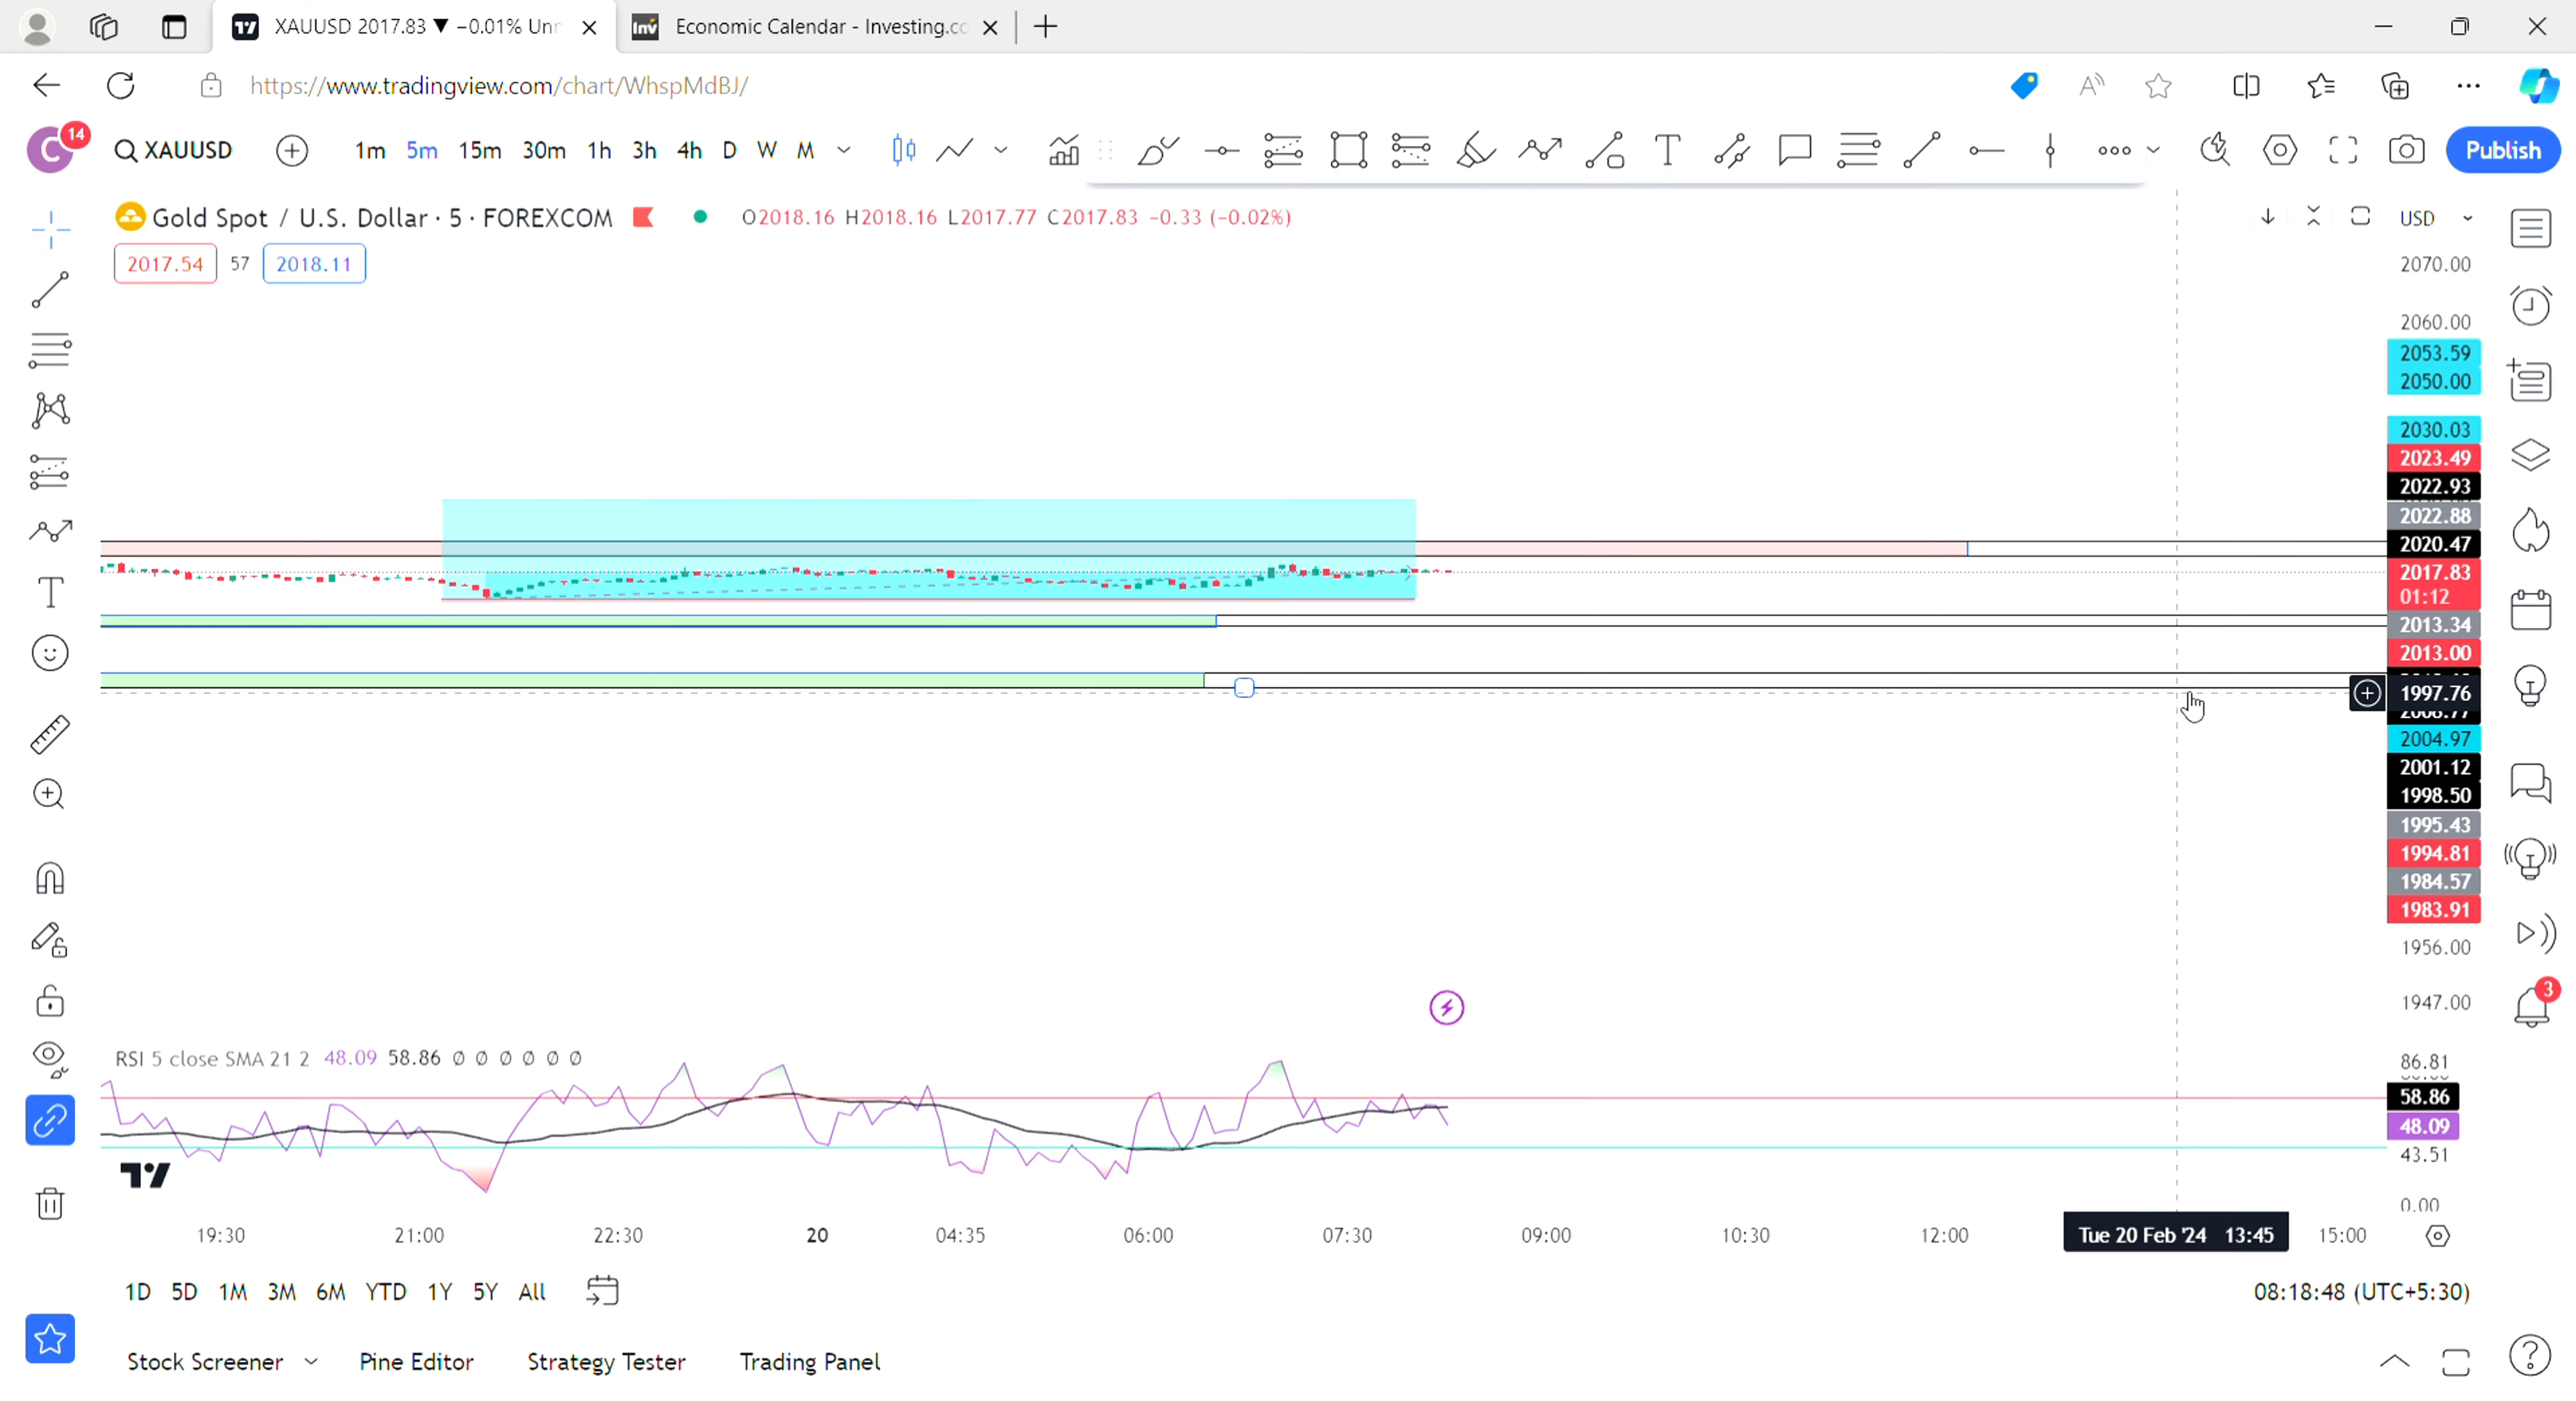 XAUUSD 2017.83 ▼ −0.01% Unn
Economic Calendar - Investing.co
https://www.tradingview.com/chart/WhspMdBJ/
C 14 XAUUSD 1m 5m 15m 30m 1h 3h 4h D W M Publish
Gold Spot / U.S. Dollar · 5 · FOREXCOM O2018.16 H2018.16 L2017.77 C2017.83 −0.33 (−0.02%) USD
2017.54 57 2018.11
2070.00
2060.00
2053.59
2050.00
2030.03
2023.49
2022.93
2022.88
2020.47
2017.83
01:12
2013.34
2013.00
1997.76
2004.97
2001.12
1998.50
1995.43
1994.81
1984.57
1983.91
1956.00
1947.00
3
RSI 5 close SMA 21 2 48.09 58.86 ∅ ∅ ∅ ∅ ∅ ∅
86.81
58.86
48.09
43.51
0.00
19:30 21:00 22:30 20 04:35 06:00 07:30 09:00 10:30 12:00 Tue 20 Feb '24 13:45 15:00
1D 5D 1M 3M 6M YTD 1Y 5Y All 08:18:48 (UTC+5:30)
Stock Screener Pine Editor Strategy Tester Trading Panel